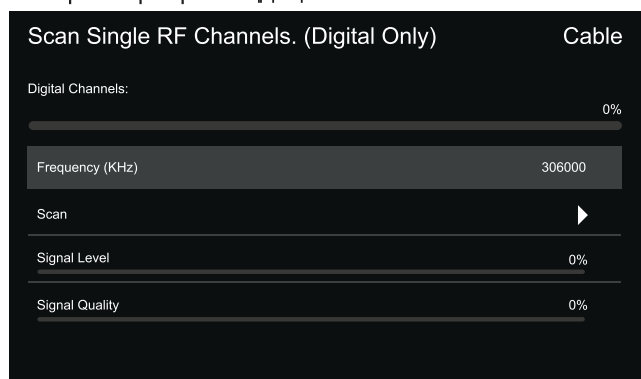 Scan Single RF Channels. (Digital Only) Cable
Digital Channels:
0%
Frequency (KHz) 306000
Scan
Signal Level 0%
Signal Quality 0%